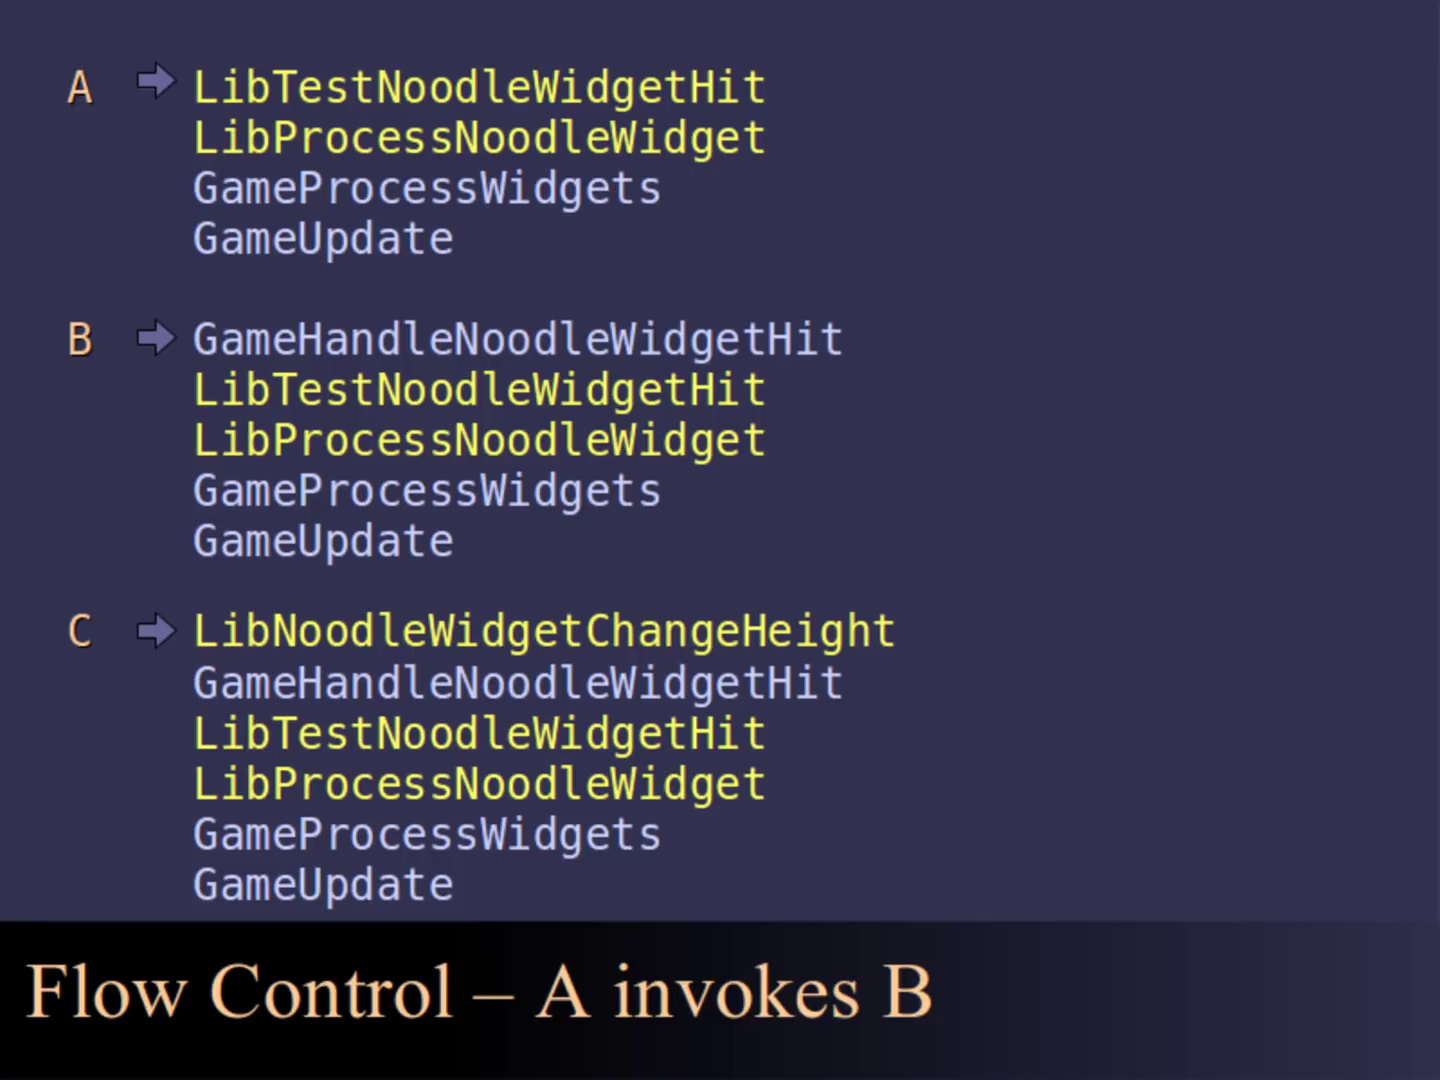 A LibTestNoodleWidgetHit
LibProcessNoodleWidget
GameProcessWidgets
GameUpdate
B GameHandleNoodleWidgetHit
LibTestNoodleWidgetHit
LibProcessNoodleWidget
GameProcessWidgets
GameUpdate
C LibNoodleWidgetChangeHeight
GameHandleNoodleWidgetHit
LibTestNoodleWidgetHit
LibProcessNoodleWidget
GameProcessWidgets
GameUpdate
Flow Control – A invokes B